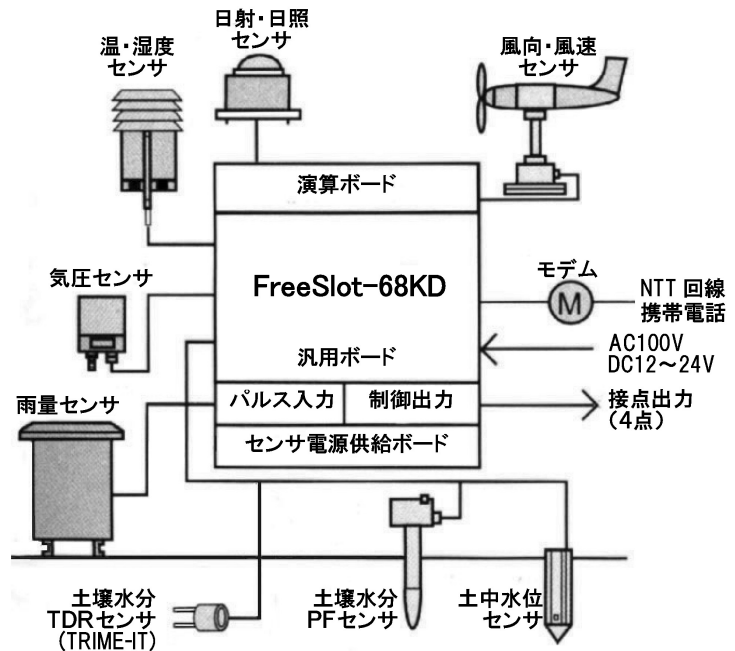 日射・日照
センサ
温・湿度
センサ
風向・風速
センサ
演算ボード
気圧センサ
FreeSlot-68KD
モデム
M
NTT 回線
携帯電話
AC100V
DC12～24V
汎用ボード
雨量センサ
パルス入力
制御出力
接点出力
(4点)
センサ電源供給ボード
土壌水分
TDRセンサ
(TRIME-IT)
土壌水分
PFセンサ
土中水位
センサ